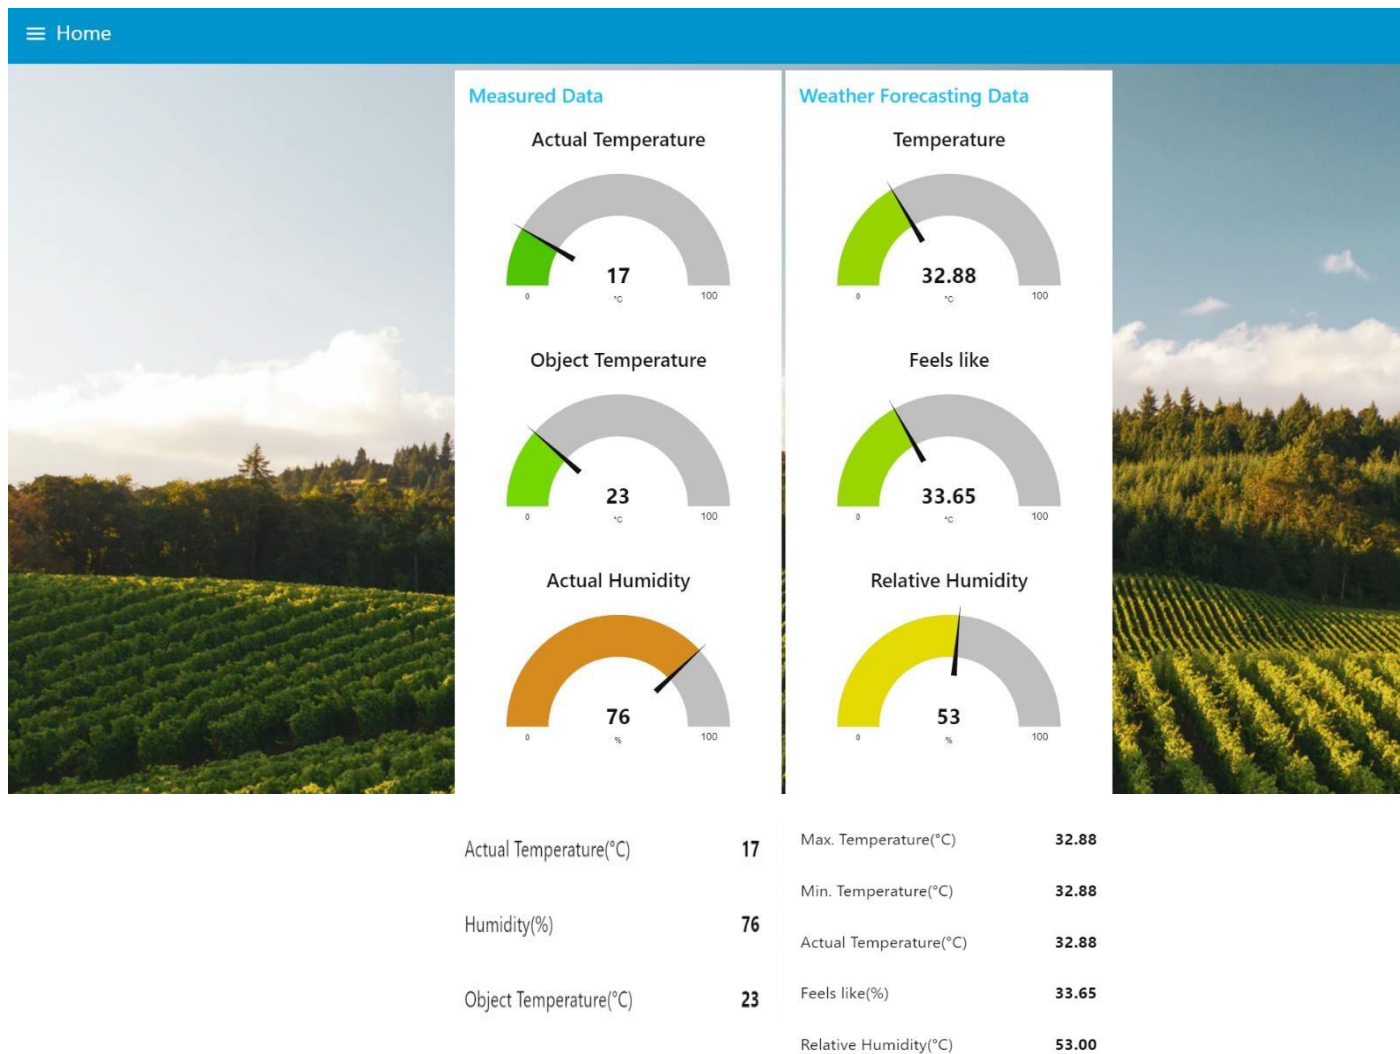 Home
Measured Data
Actual Temperature
17
°C
0
100
Object Temperature
23
°C
0
100
Actual Humidity
76
%
0
100
Weather Forecasting Data
Temperature
32.88
°C
0
100
Feels like
33.65
°C
0
100
Relative Humidity
53
%
0
100
Actual Temperature(°C) 17
Humidity(%) 76
Object Temperature(°C) 23
Max. Temperature(°C) 32.88
Min. Temperature(°C) 32.88
Actual Temperature(°C) 32.88
Feels like(%) 33.65
Relative Humidity(°C) 53.00